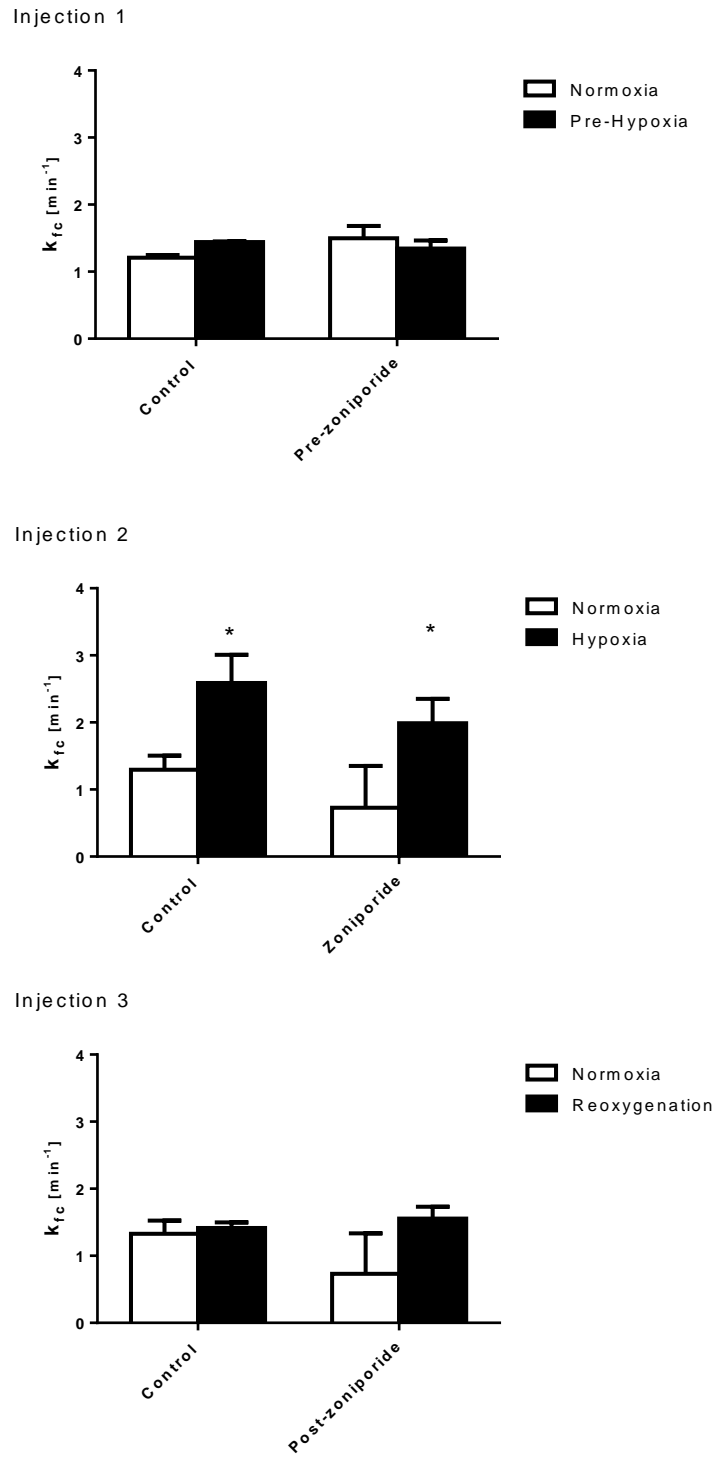 Injection 1
Normoxia
Pre-Hypoxia
4
3
2
1
0
kfc [min-1]
Control
Pre-zoniporide
Injection 2
Normoxia
Hypoxia
4
3
2
1
0
kfc [min-1]
*
*
Control
Zoniporide
Injection 3
Normoxia
Reoxygenation
4
3
2
1
0
kfc [min-1]
Control
Post-zoniporide